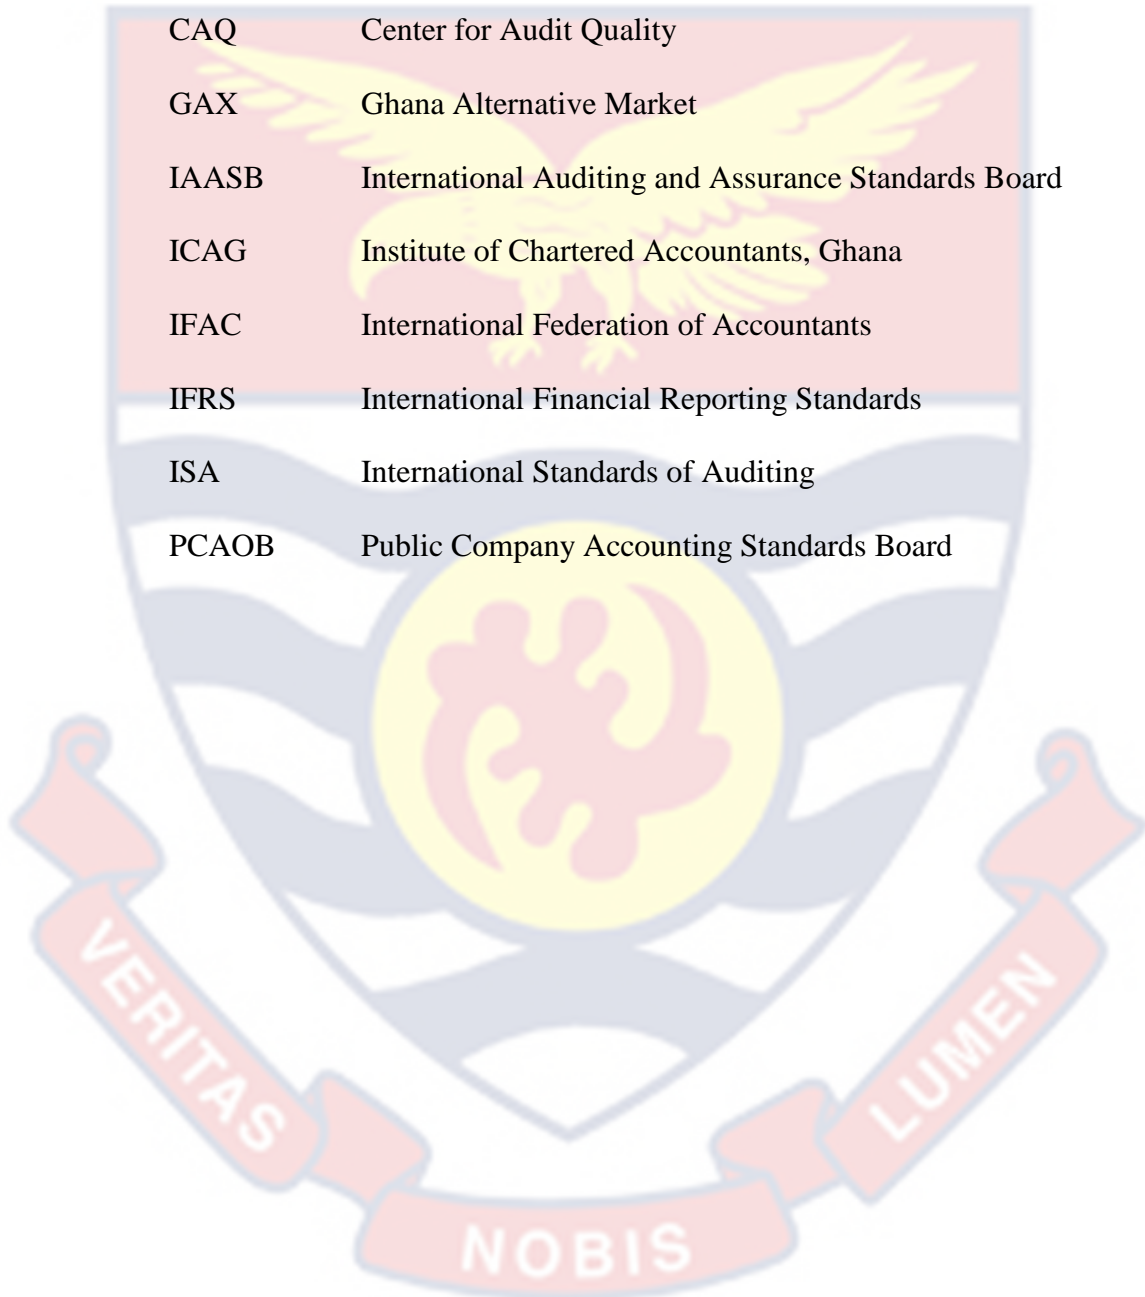 CAQ Center for Audit Quality
GAX Ghana Alternative Market
IAASB International Auditing and Assurance Standards Board
ICAG Institute of Chartered Accountants, Ghana
IFAC International Federation of Accountants
IFRS International Financial Reporting Standards
ISA International Standards of Auditing
PCAOB Public Company Accounting Standards Board
VERITAS
NOBIS
LUMEN